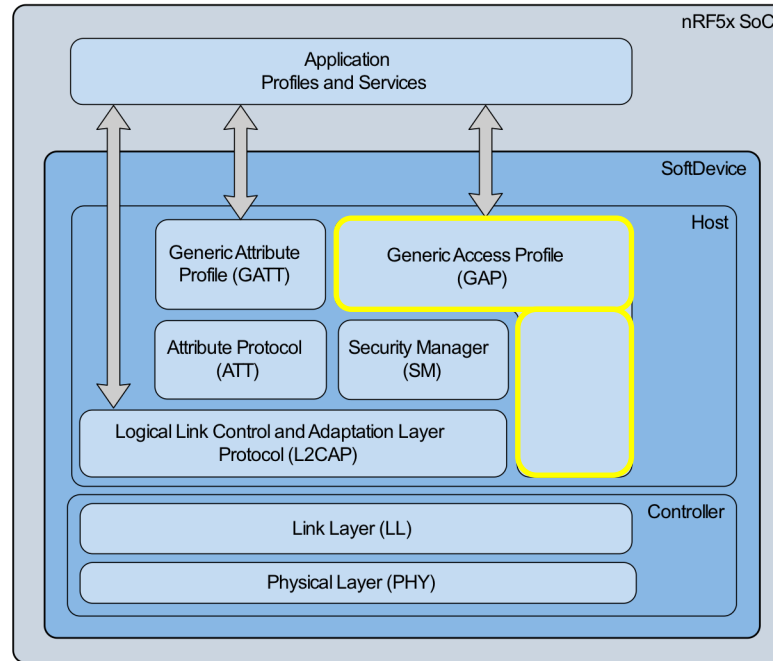 nRF5x SoC
Application
Profiles and Services
SoftDevice
Host
Generic Attribute
Profile (GATT)
Generic Access Profile
(GAP)
Attribute Protocol
(ATT)
Security Manager
(SM)
Logical Link Control and Adaptation Layer
Protocol (L2CAP)
Controller
Link Layer (LL)
Physical Layer (PHY)